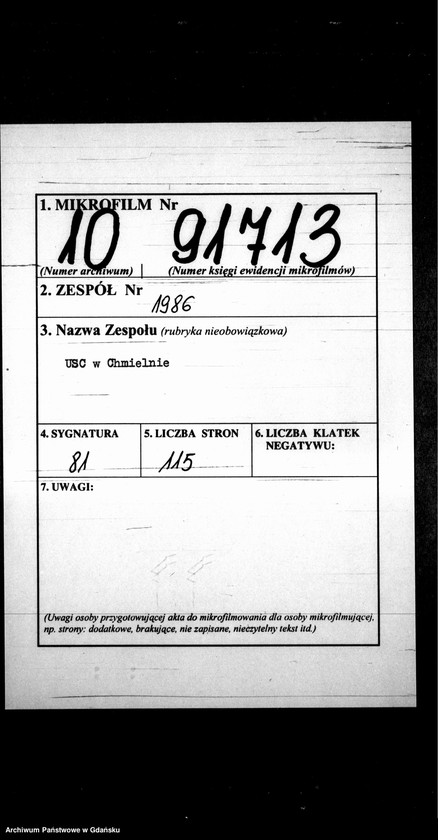 1. MIKROFILM Nr
10 91713
(Numer archiwum) (Numer księgi ewidencji mikrofilmów)
2. ZESPÓŁ Nr
1986
3. Nazwa Zespołu (rubryka nieobowiązkowa)
USC w Chmielnie
4. SYGNATURA
81
5. LICZBA STRON
115
6. LICZBA KLATEK
NEGATYWU:
7. UWAGI:
(Uwagi osoby przygotowującej akta do mikrofilmowania dla osoby mikrofilmującej,
np. strony: dodatkowe, brakujące, nie zapisane, nieczytelny tekst itd.)
Archiwum Państwowe w Gdańsku